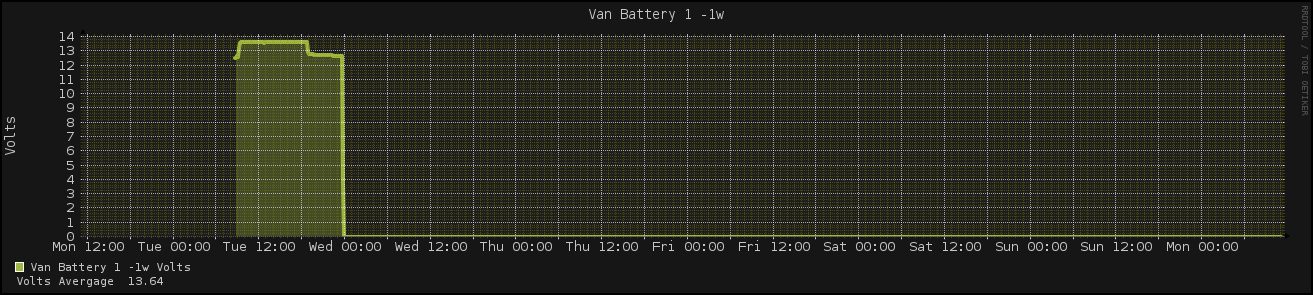 Van Battery 1 -1w
RRDTOOL / TOBI OETIKER
Volts
14
13
12
11
10
9
8
7
6
5
4
3
2
1
0
Mon 12:00 Tue 00:00 Tue 12:00 Wed 00:00 Wed 12:00 Thu 00:00 Thu 12:00 Fri 00:00 Fri 12:00 Sat 00:00 Sat 12:00 Sun 00:00 Sun 12:00 Mon 00:00
Van Battery 1 -1w Volts
Volts Avergage 13.64